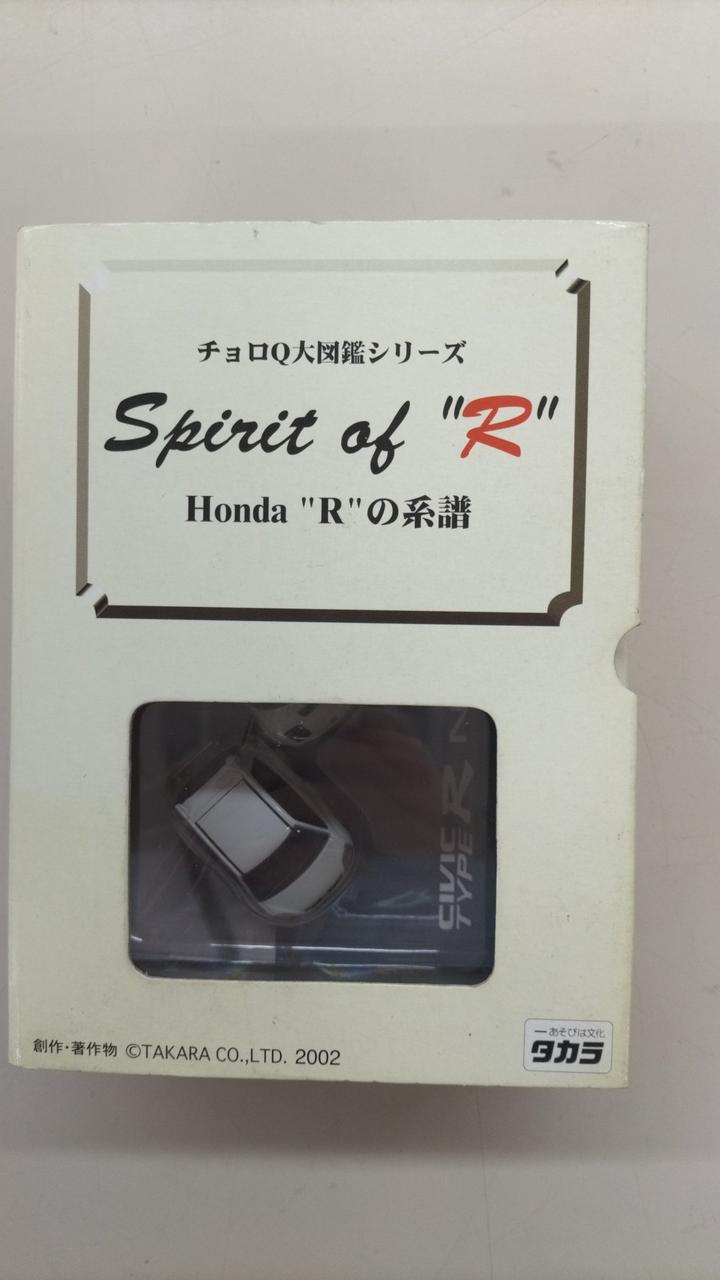 チョロQ大図鑑シリーズ
Spirit of "R"
Honda "R"の系譜
CIVIC
TYPE R
創作・著作物 ©TAKARA CO.,LTD. 2002
あそびは文化
タカラ